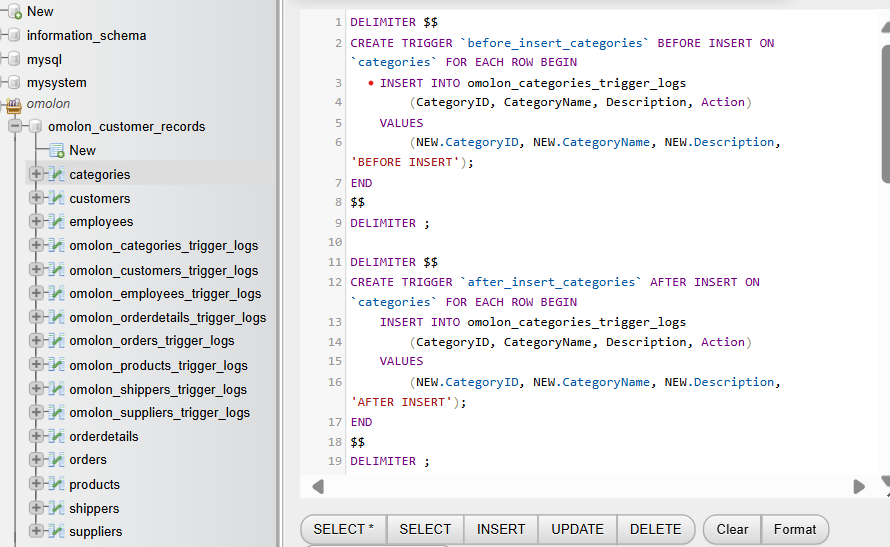 New
information_schema
mysql
mysystem
omolon
omolon_customer_records
New
categories
customers
employees
omolon_categories_trigger_logs
omolon_customers_trigger_logs
omolon_employees_trigger_logs
omolon_orderdetails_trigger_logs
omolon_orders_trigger_logs
omolon_products_trigger_logs
omolon_shippers_trigger_logs
omolon_suppliers_trigger_logs
orderdetails
orders
products
shippers
suppliers
1 DELIMITER $$
2 CREATE TRIGGER `before_insert_categories` BEFORE INSERT ON
`categories` FOR EACH ROW BEGIN
3 INSERT INTO omolon_categories_trigger_logs
4 (CategoryID, CategoryName, Description, Action)
5 VALUES
6 (NEW.CategoryID, NEW.CategoryName, NEW.Description,
'BEFORE INSERT');
7 END
8 $$
9 DELIMITER ;
10
11 DELIMITER $$
12 CREATE TRIGGER `after_insert_categories` AFTER INSERT ON
`categories` FOR EACH ROW BEGIN
13 INSERT INTO omolon_categories_trigger_logs
14 (CategoryID, CategoryName, Description, Action)
15 VALUES
16 (NEW.CategoryID, NEW.CategoryName, NEW.Description,
'AFTER INSERT');
17 END
18 $$
19 DELIMITER ;
SELECT * SELECT INSERT UPDATE DELETE Clear Format